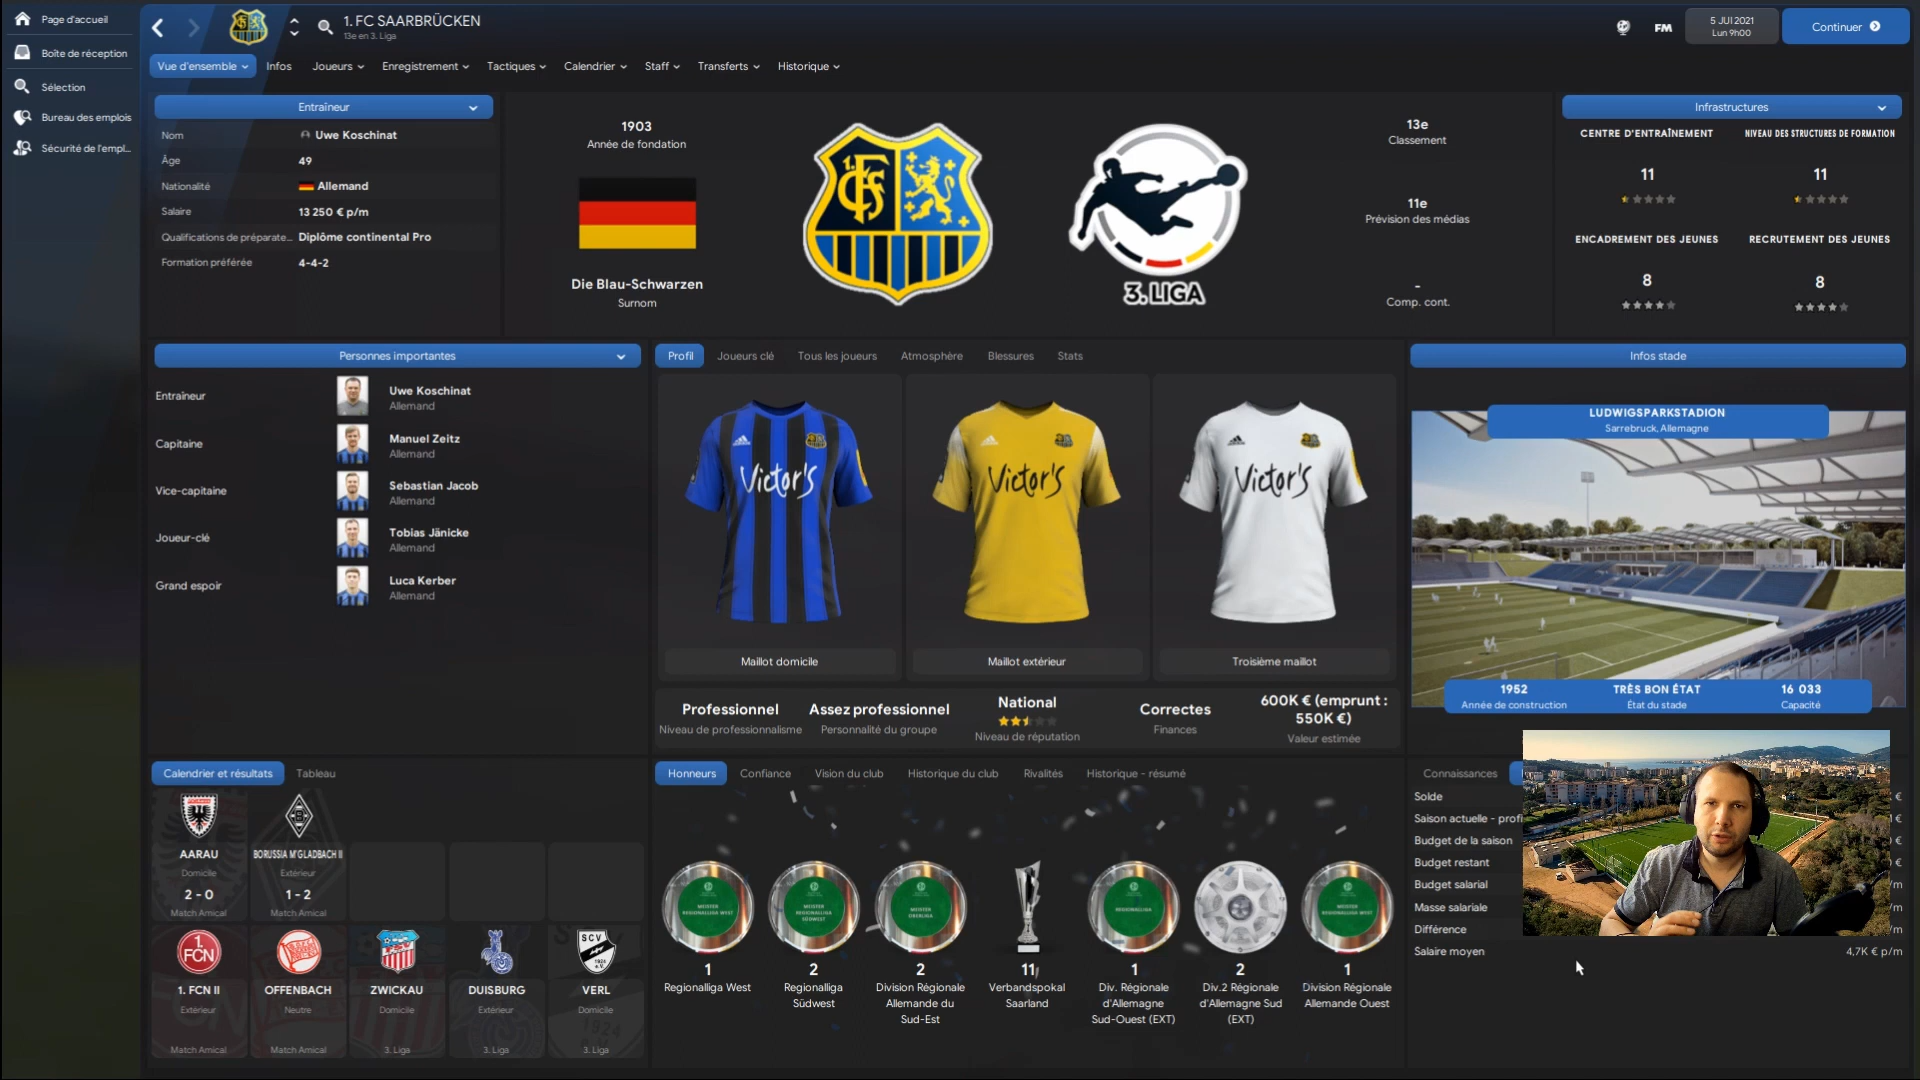 Page d'accueil
Boîte de réception
Sélection
Bureau des emplois
Sécurité de l'empl...
1. FC SAARBRÜCKEN
13e en 3. Liga
FM
5 JUI 2021
Lun 9h00
Continuer
Vue d'ensemble
Infos
Joueurs
Enregistrement
Tactiques
Calendrier
Staff
Transferts
Historique
Entraîneur
Nom
Uwe Koschinat
Âge
49
Nationalité
Allemand
Salaire
13 250 € p/m
Qualifications de préparate...
Diplôme continental Pro
Formation préférée
4-4-2
1903
Année de fondation
Die Blau-Schwarzen
Surnom
3. LIGA
13e
Classement
11e
Prévision des médias
-
Comp. cont.
Infrastructures
CENTRE D'ENTRAÎNEMENT
11
NIVEAU DES STRUCTURES DE FORMATION
11
ENCADREMENT DES JEUNES
8
RECRUTEMENT DES JEUNES
8
Personnes importantes
Entraîneur
Uwe Koschinat
Allemand
Capitaine
Manuel Zeitz
Allemand
Vice-capitaine
Sebastian Jacob
Allemand
Joueur-clé
Tobias Jänicke
Allemand
Grand espoir
Luca Kerber
Allemand
Profil
Joueurs clé
Tous les joueurs
Atmosphère
Blessures
Stats
Victor's
Victor's
Victor's
Maillot domicile
Maillot extérieur
Troisième maillot
Professionnel
Niveau de professionnalisme
Assez professionnel
Personnalité du groupe
National
Niveau de réputation
Correctes
Finances
600K € (emprunt :
550K €)
Valeur estimée
Infos stade
LUDWIGSPARKSTADION
Sarrebruck, Allemagne
1952
Année de construction
TRÈS BON ÉTAT
État du stade
16 033
Capacité
Calendrier et résultats
Tableau
AARAU
Domicile
2 - 0
Match Amical
BORUSSIA M'GLADBACH II
Extérieur
1 - 2
Match Amical
1. FCN II
Extérieur
Match Amical
OFFENBACH
Neutre
Match Amical
ZWICKAU
Domicile
3. Liga
DUISBURG
Extérieur
3. Liga
SCV
VERL
Domicile
3. Liga
Honneurs
Confiance
Vision du club
Historique du club
Rivalités
Historique - résumé
1
Regionalliga West
2
Regionalliga
Südwest
2
Division Régionale
Allemande du
Sud-Est
11
Verbandspokal
Saarland
1
Div. Régionale
d'Allemagne
Sud-Ouest (EXT)
2
Div.2 Régionale
d'Allemagne Sud
(EXT)
1
Division Régionale
Allemande Ouest
Connaissances
Solde
€
Saison actuelle - profi
€
Budget de la saison
€
Budget restant
€
Budget salarial
/m
Masse salariale
/m
Différence
/m
Salaire moyen
4,7K € p/m